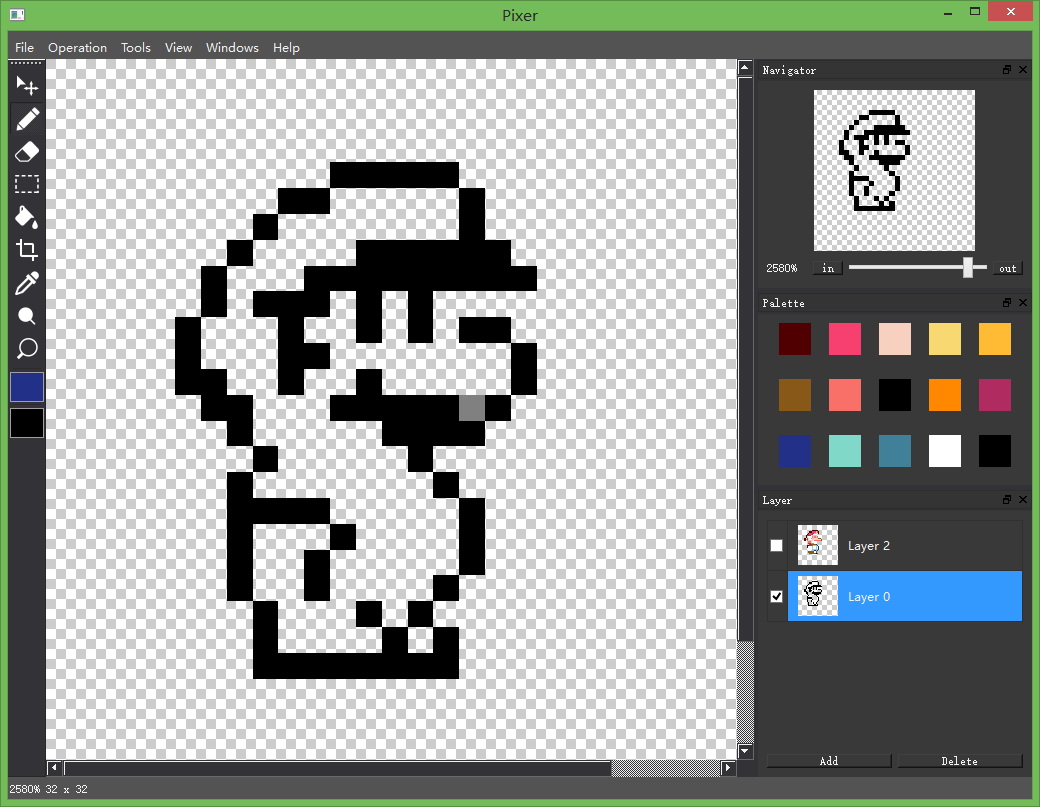 Pixer
File Operation Tools View Windows Help
Navigator
2580% in out
Palette
Layer
Layer 2
Layer 0
Add Delete
2580% 32 x 32